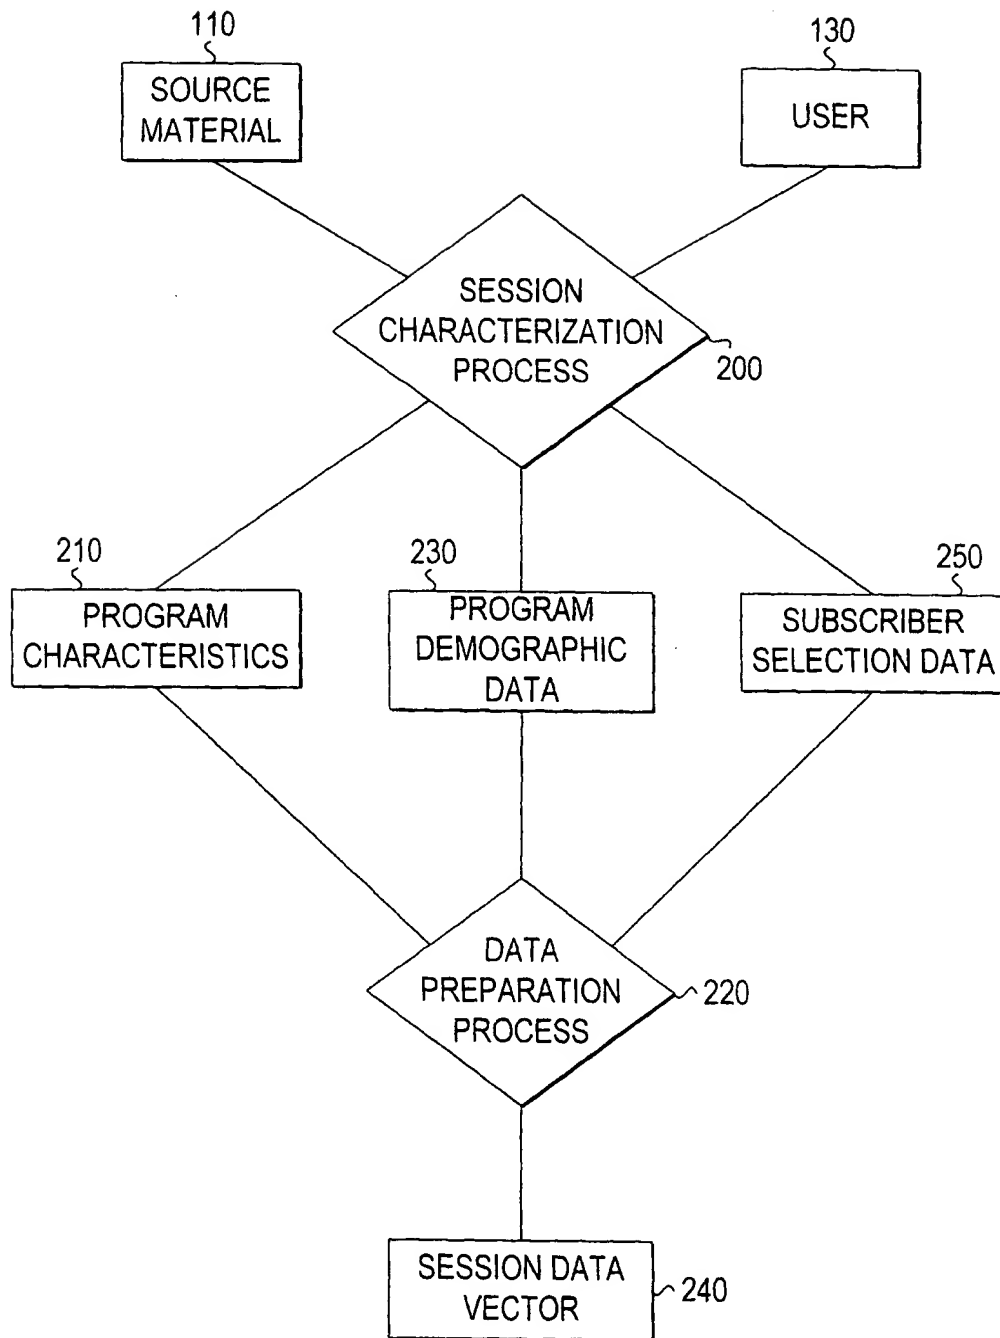 110
SOURCE
MATERIAL
130
USER
SESSION
CHARACTERIZATION
PROCESS
200
210
PROGRAM
CHARACTERISTICS
230
PROGRAM
DEMOGRAPHIC
DATA
250
SUBSCRIBER
SELECTION DATA
DATA
PREPARATION
PROCESS
220
SESSION DATA
VECTOR
240